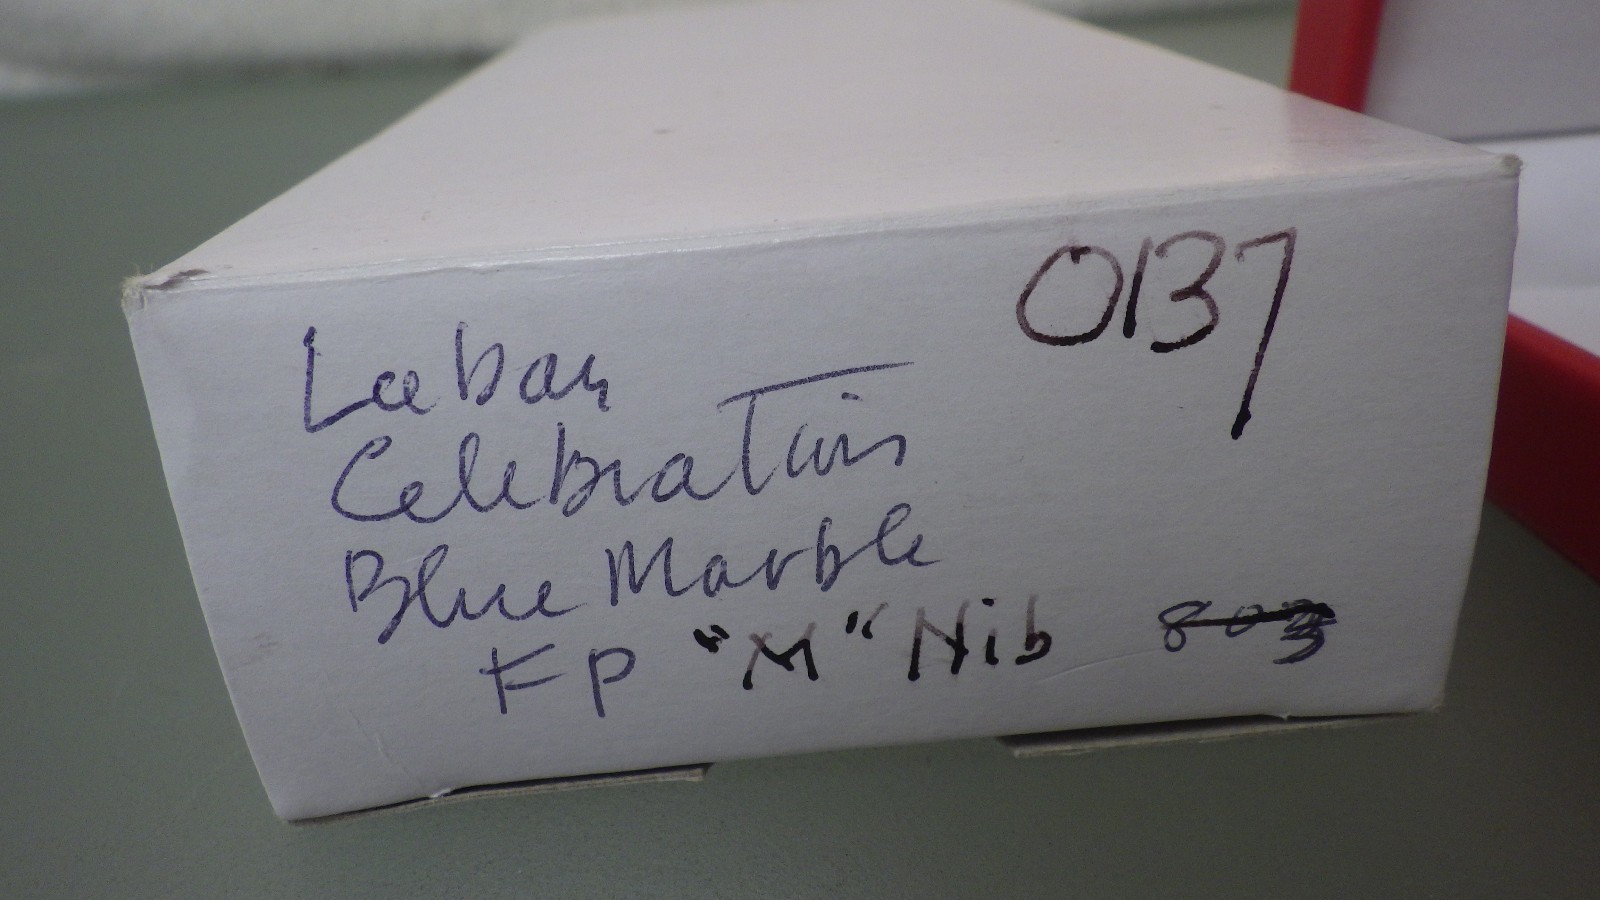 0137
Laban
Celebration
Blue Marble
FP "M" Nib